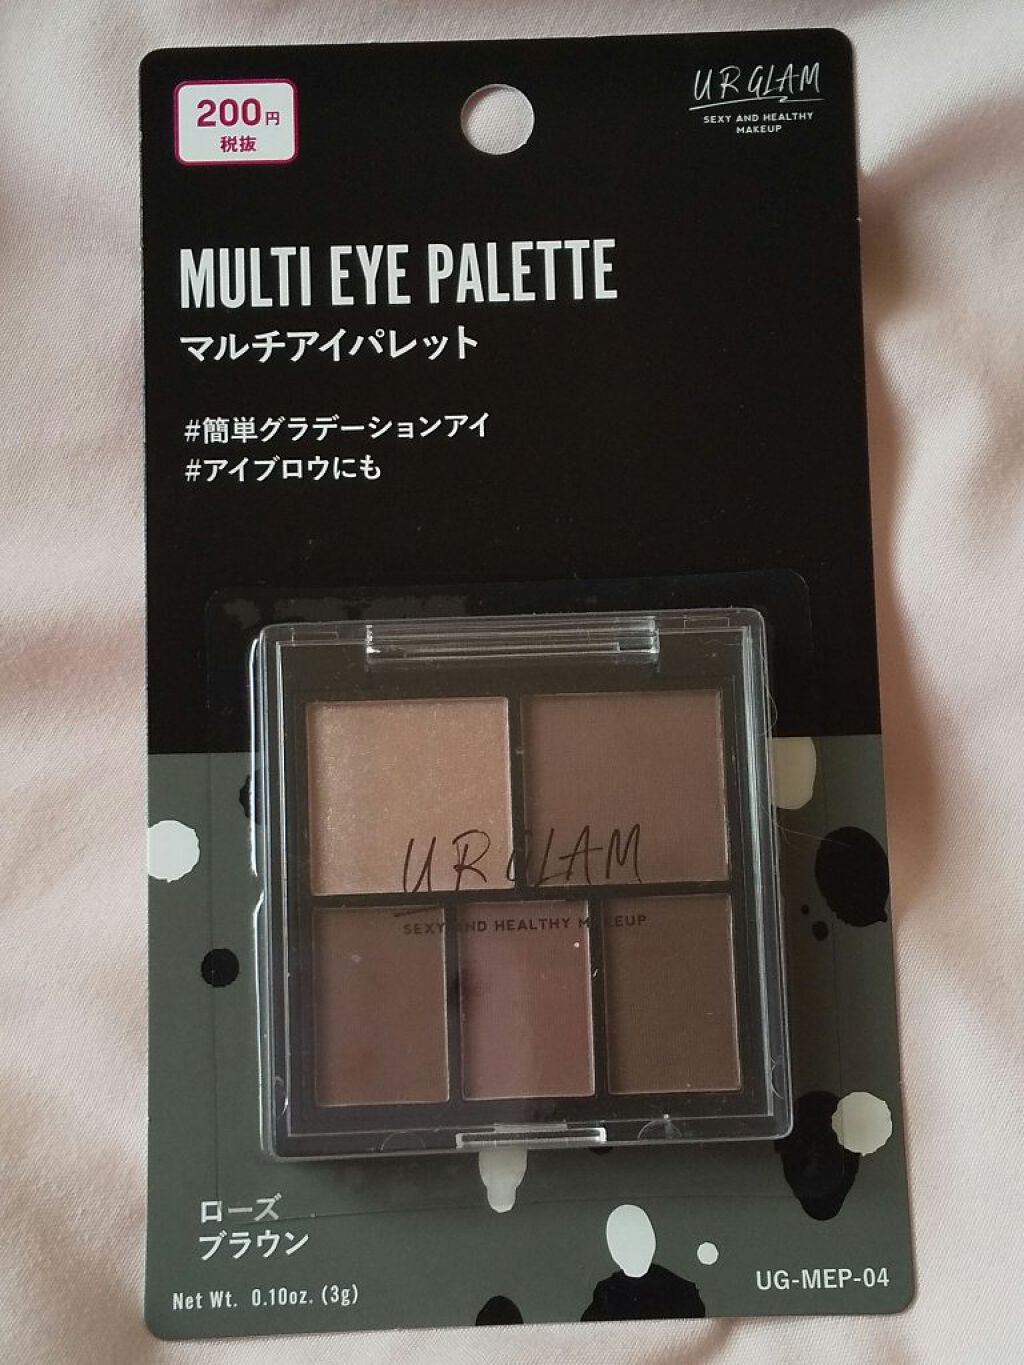 200円
税抜
UR GLAM
SEXY AND HEALTHY
MAKEUP
MULTI EYE PALETTE
マルチアイパレット
#簡単グラデーションアイ
#アイブロウにも
UR GLAM
SEXY AND HEALTHY MAKEUP
ローズ
ブラウン
Net Wt. 0.10oz. (3g)
UG-MEP-04